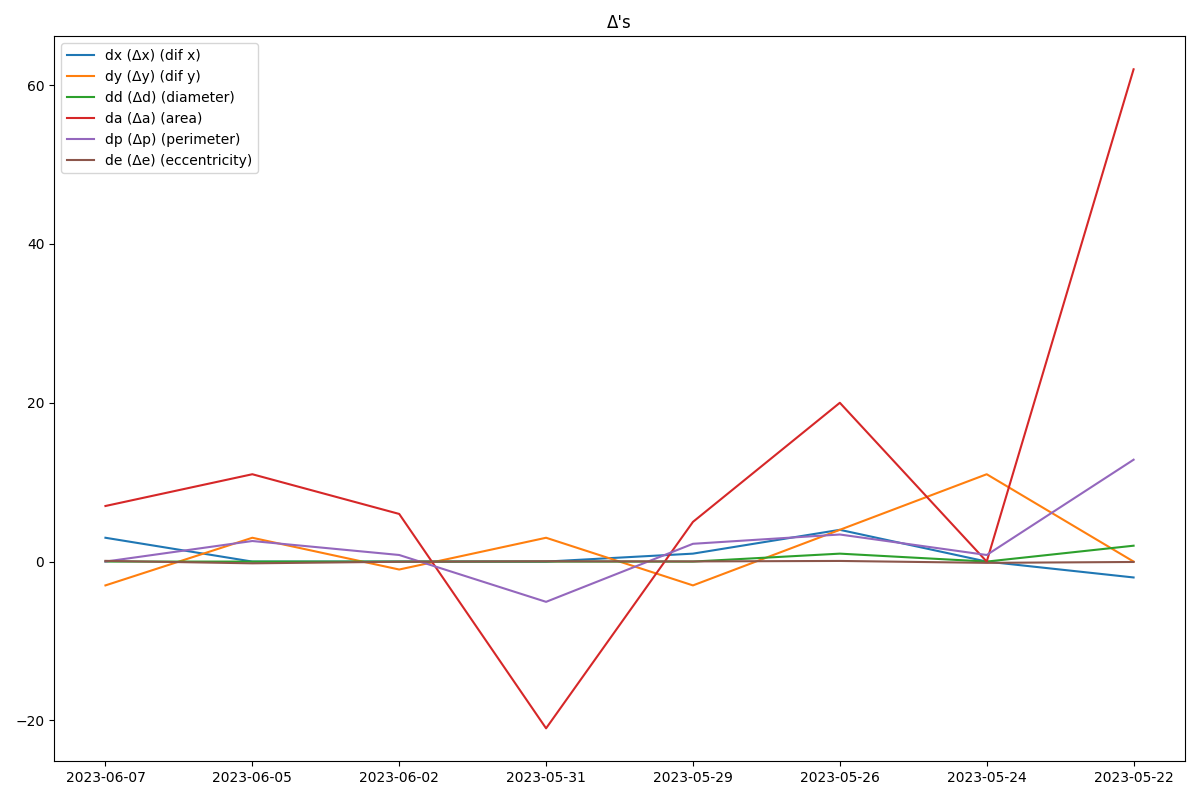 Δ's
dx (Δx) (dif x)
dy (Δy) (dif y)
dd (Δd) (diameter)
da (Δa) (area)
dp (Δp) (perimeter)
de (Δe) (eccentricity)
60
40
20
0
−20
2023-06-07 2023-06-05 2023-06-02 2023-05-31 2023-05-29 2023-05-26 2023-05-24 2023-05-22